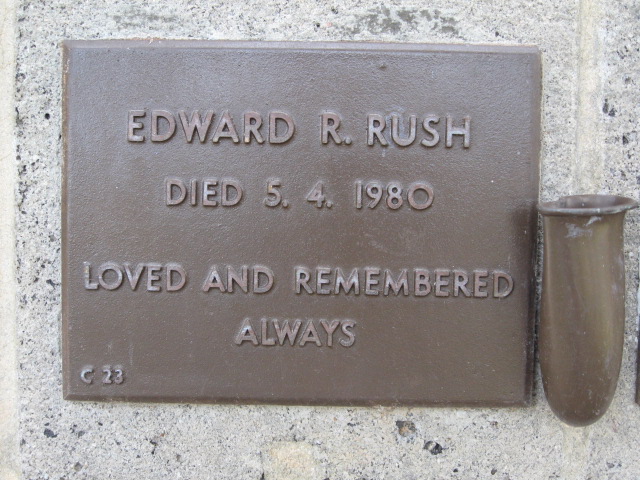 EDWARD R. RUSH
DIED 5. 4. 1980
LOVED AND REMEMBERED
ALWAYS
C 23